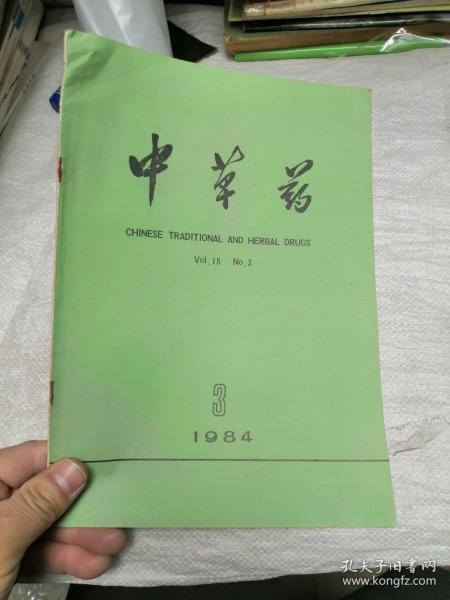 中草药
CHINESE TRADITIONAL AND HERBAL DRUGS
Vol.15 No.3
3
1984
孔夫子旧书网
www.kongfz.com